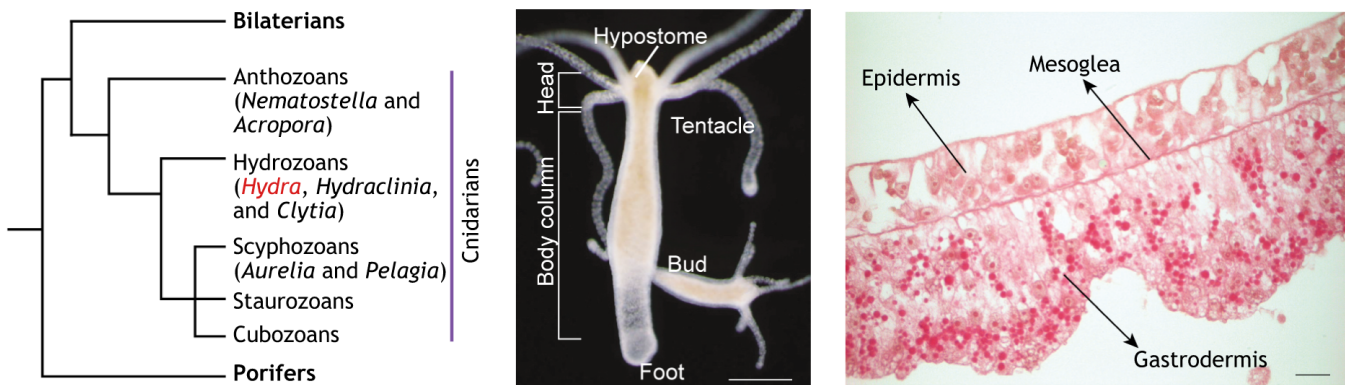 Bilaterians
Anthozoans
(Nematostella and
Acropora)
Hydrozoans
(Hydra, Hydraclinia,
and Clytia)
Scyphozoans
(Aurelia and Pelagia)
Staurozoans
Cubozoans
Porifers
Cnidarians
Hypostome
Head
Tentacle
Body column
Bud
Foot
Epidermis
Mesoglea
Gastrodermis